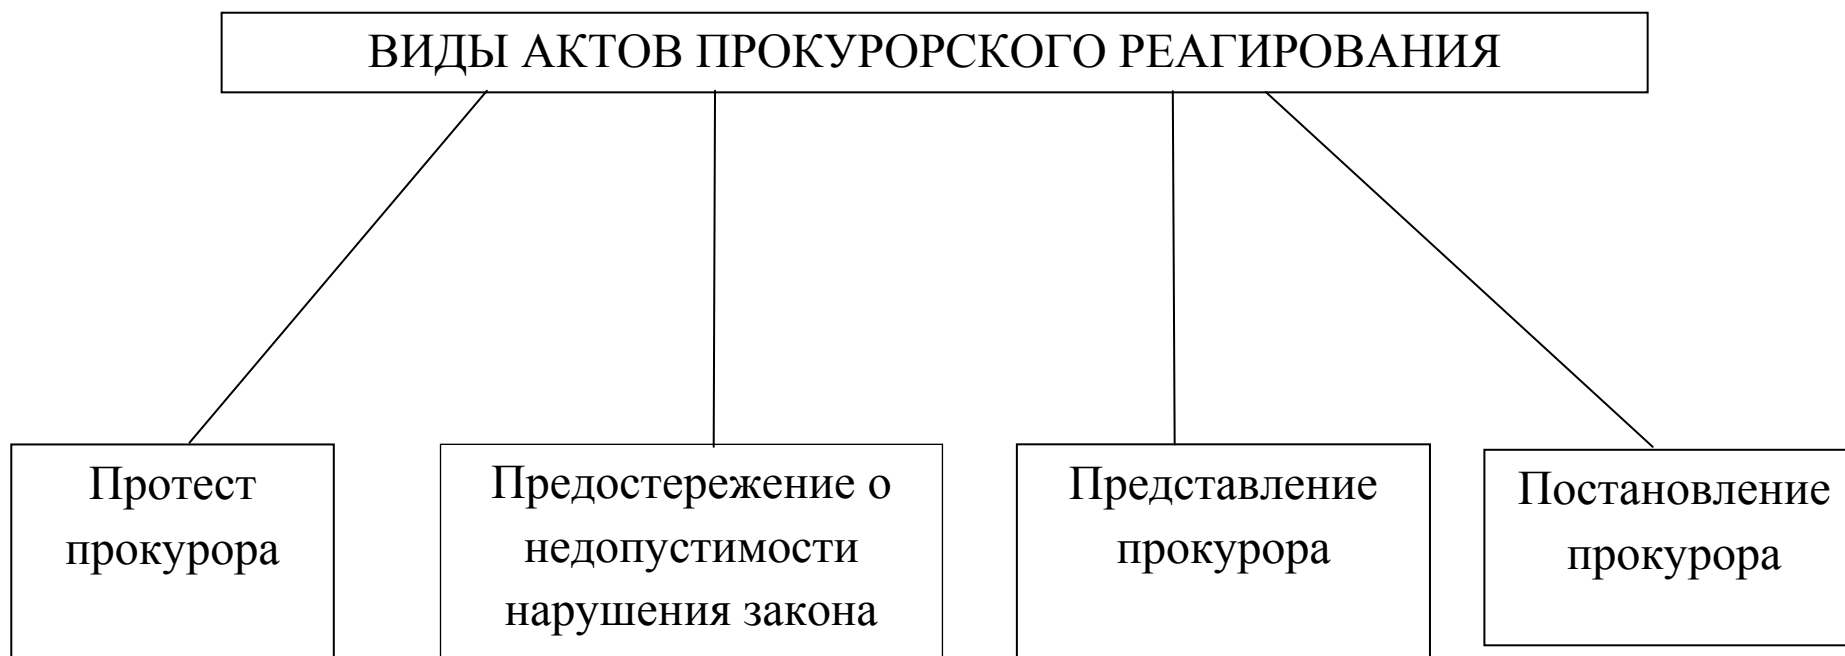 ВИДЫ АКТОВ ПРОКУРОРСКОГО РЕАГИРОВАНИЯ
Протест
прокурора
Предостережение о
недопустимости
нарушения закона
Представление
прокурора
Постановление
прокурора